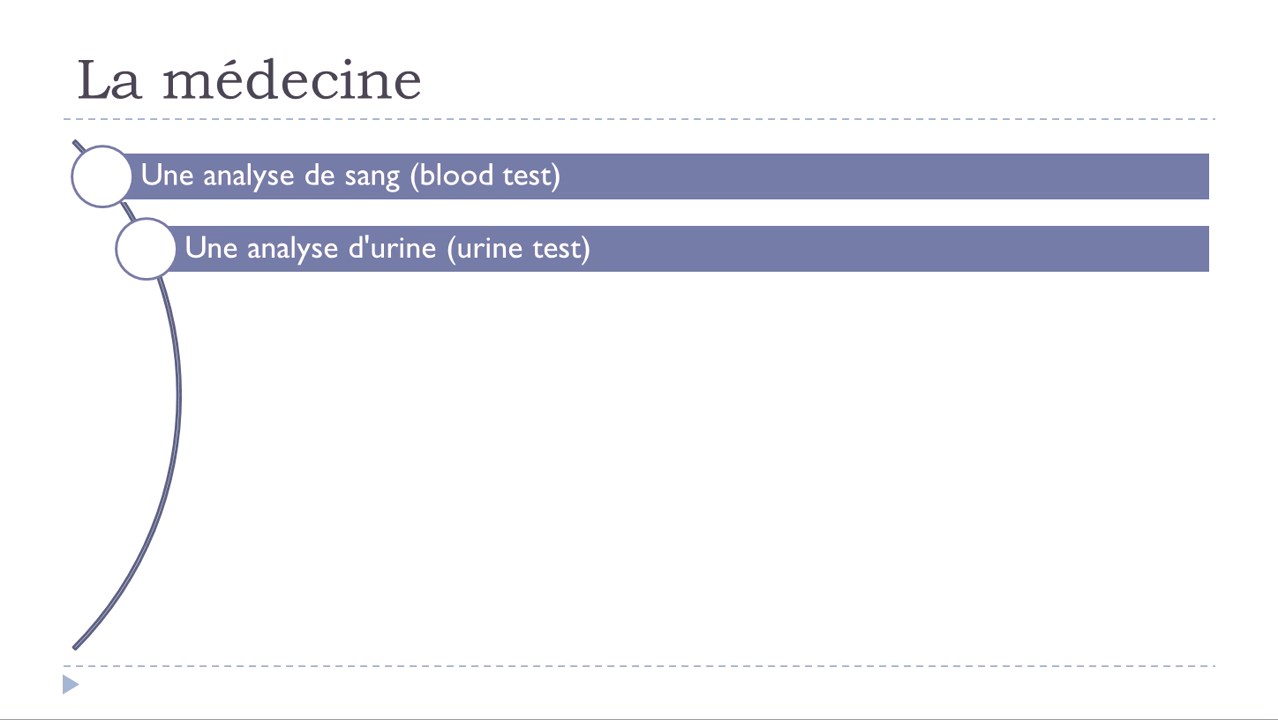 La médecine
Une analyse de sang (blood test)
Une analyse d'urine (urine test)